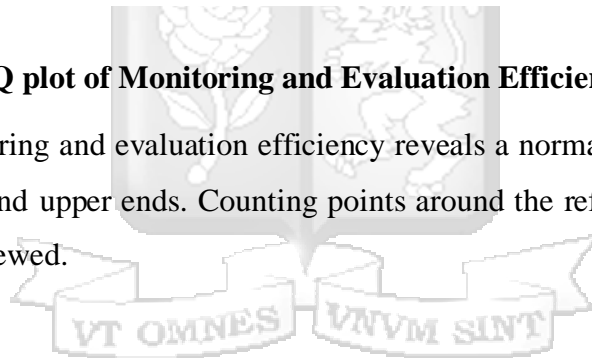 Q plot of Monitoring and Evaluation Efficie
ring and evaluation efficiency reveals a norma
nd upper ends. Counting points around the ref
ewed.
VT OMNES VNVM SINT